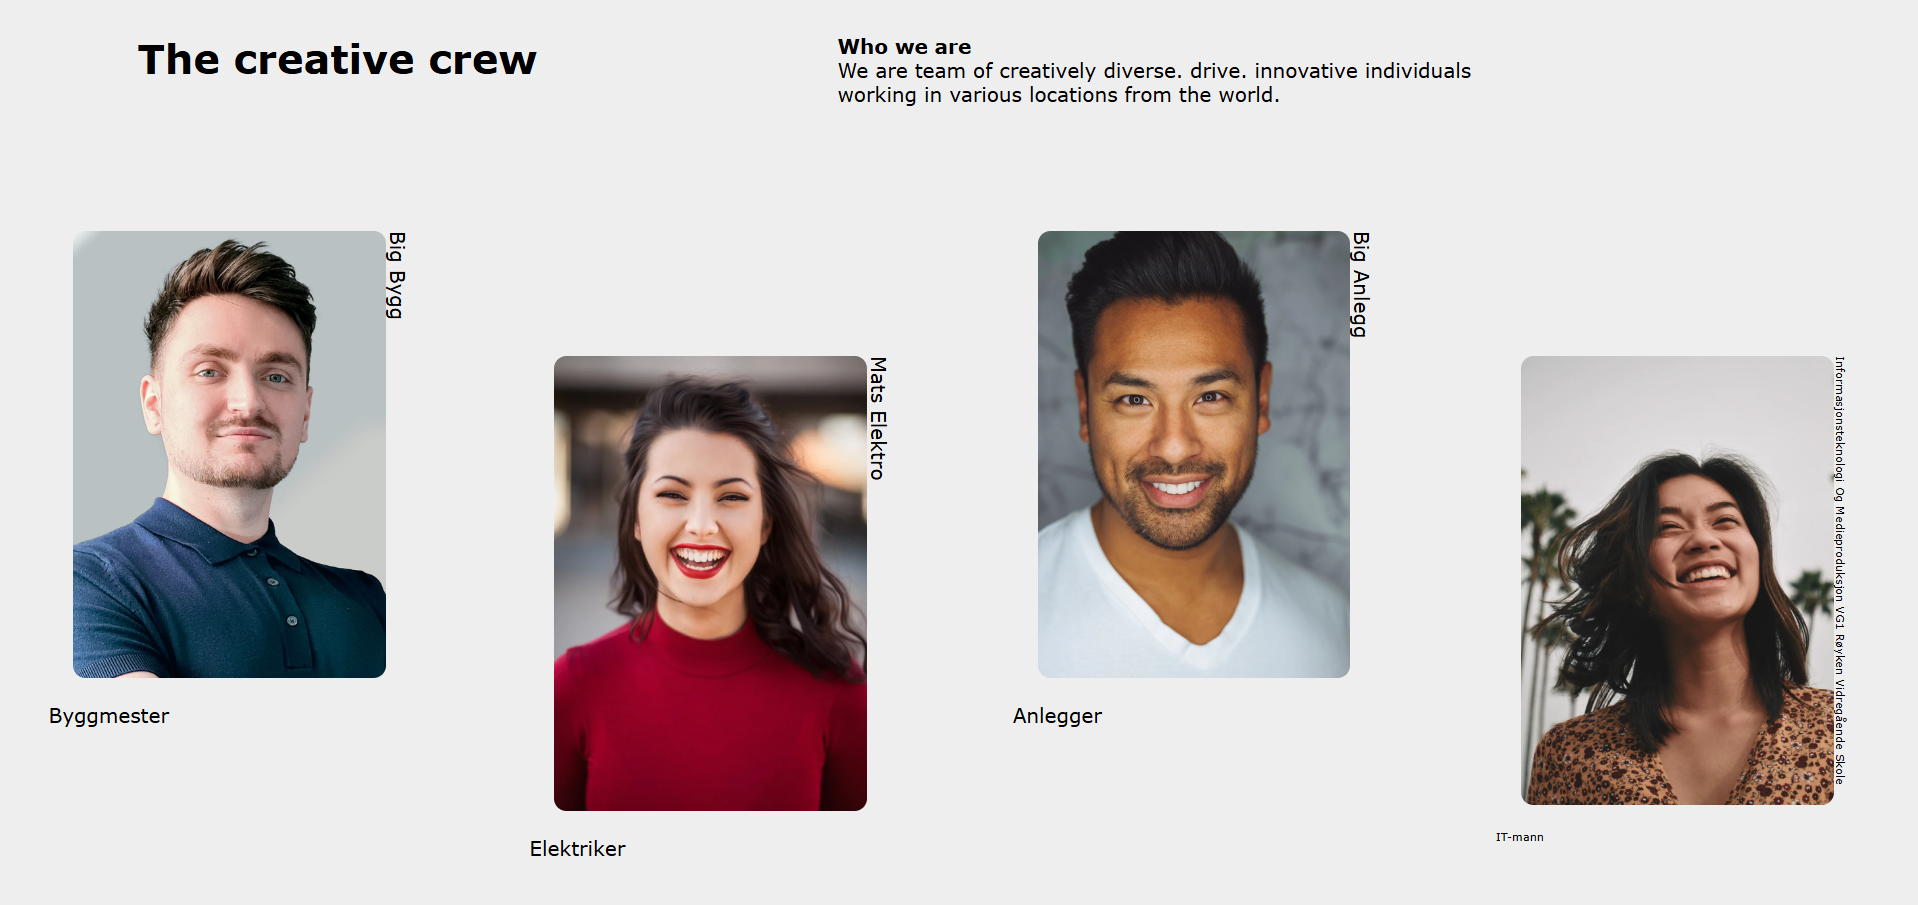 The creative crew
Who we are
We are team of creatively diverse. drive. innovative individuals
working in various locations from the world.
Big Bygg
Byggmester
Mats Elektro
Elektriker
Big Anlegg
Anlegger
Informasjonsteknologi Og Medieproduksjon VG1 Røyken Vidregående Skole
IT-mann